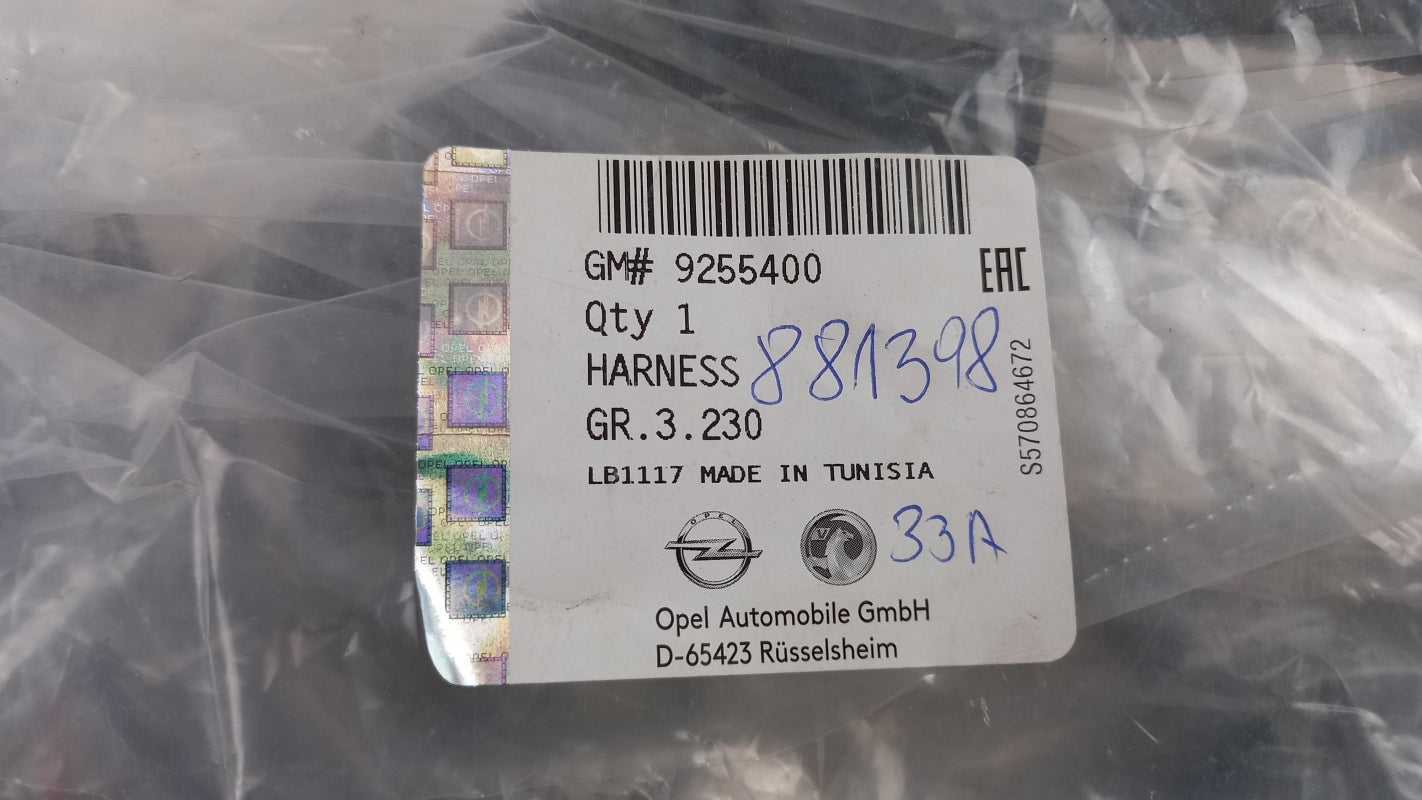 GM# 9255400
EAC
Qty 1
HARNESS 881398
GR.3.230
S570864672
LB1117 MADE IN TUNISIA
OPEL
V
33A
Opel Automobile GmbH
D-65423 Rüsselsheim